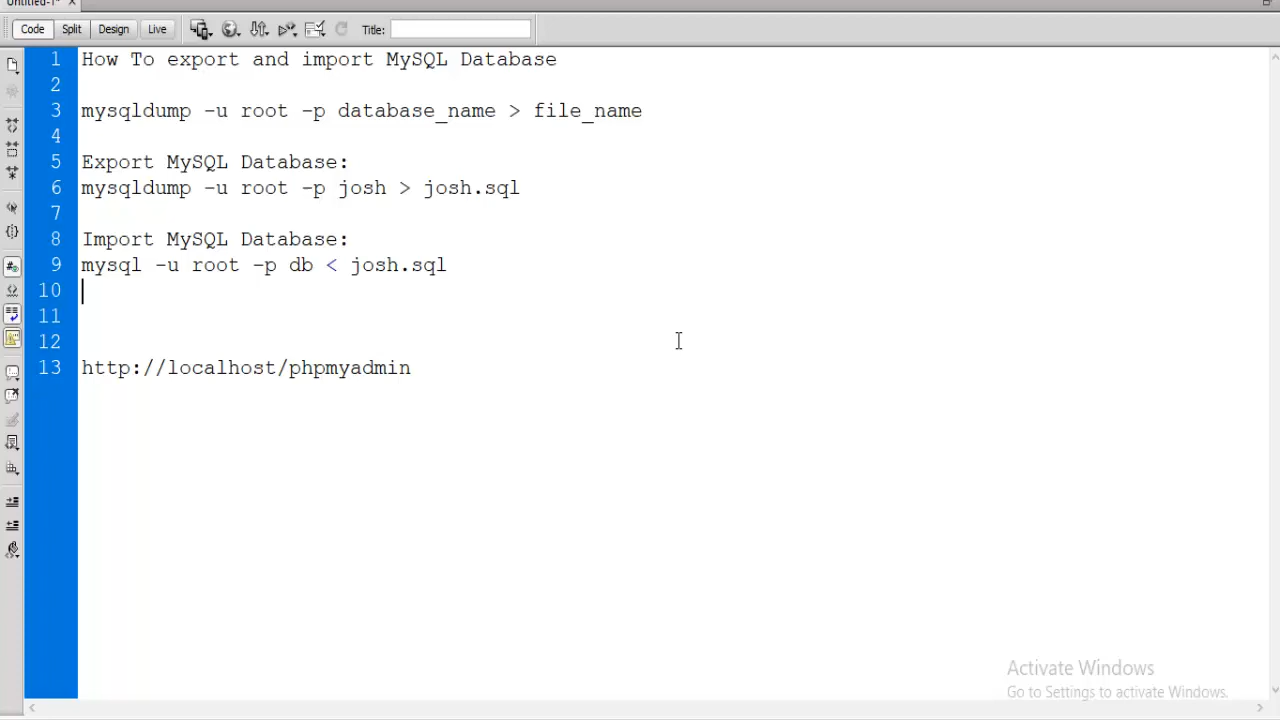 Untitled-1*
Code Split Design Live Title:
1 How To export and import MySQL Database
2
3 mysqldump -u root -p database_name > file_name
4
5 Export MySQL Database:
6 mysqldump -u root -p josh > josh.sql
7
8 Import MySQL Database:
9 mysql -u root -p db < josh.sql
10
11
12
13 http://localhost/phpmyadmin
Activate Windows
Go to Settings to activate Windows.